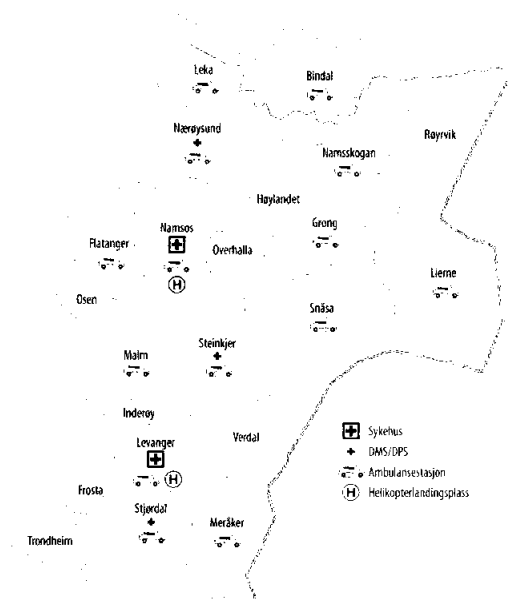 Leka
Bindal
Nærøysund
Røyrvik
Namsskogan
Høylandet
Namsos
Grong
Flatanger
Overhalla
H
Lierne
Osen
Snåsa
Steinkjer
Malm
Inderøy
Levanger
Verdal
H
Frosta
Stjørdal
Meråker
Trondheim
Sykehus
DMS/DPS
Ambulansestasjon
H Helikopterlandingsplass